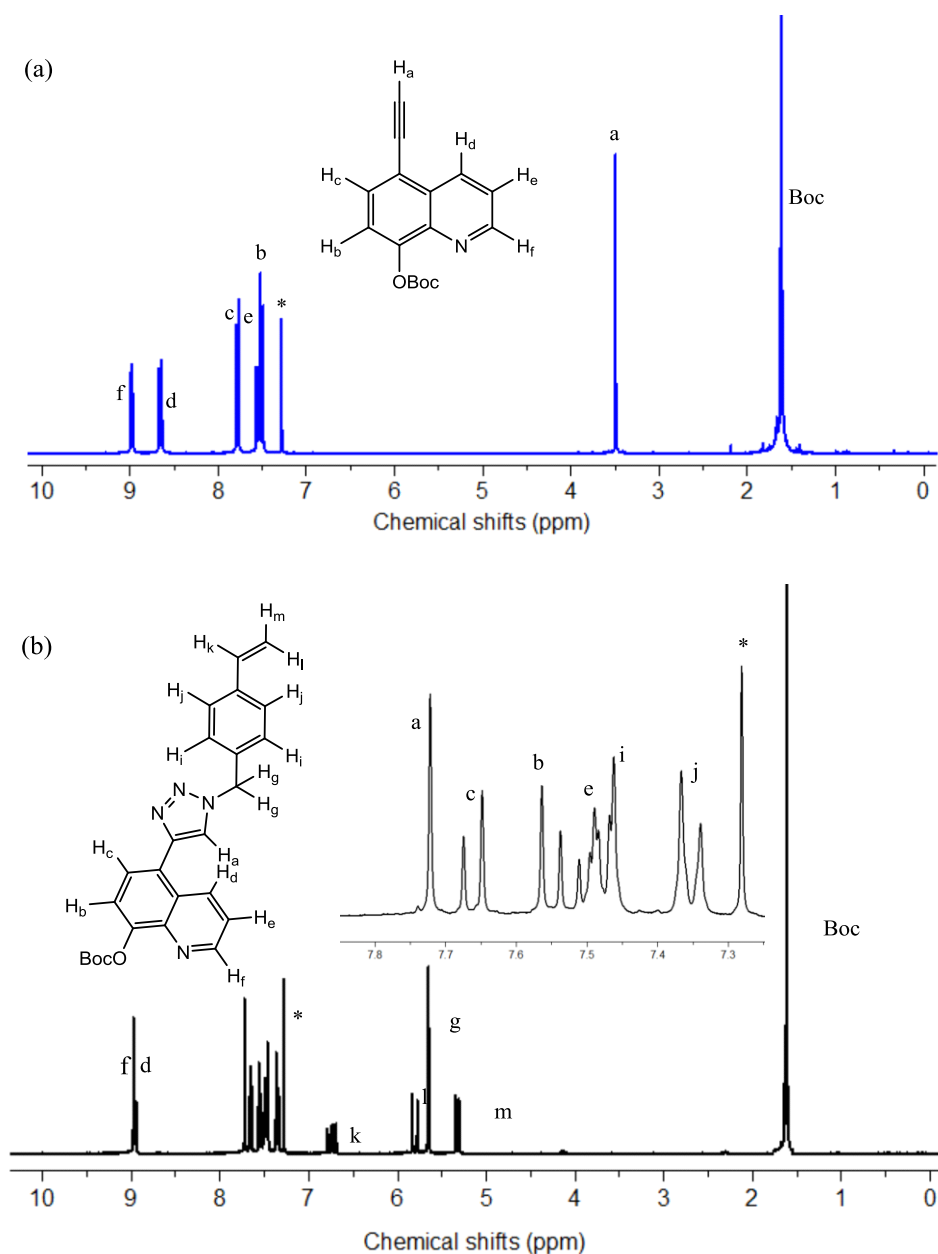 (a)
Ha
Hd
Hc
He
Hb
N
Hf
OBoc
a
Boc
b
*
c
e
f
d
10 9 8 7 6 5 4 3 2 1 0
Chemical shifts (ppm)
(b)
Hm
Hk
Hl
Hj
Hj
Hi
Hi
Hg
N
N
N
Hg
Ha
Hc
Hd
Hb
He
BocO
N
Hf
*
a
i
b
j
c
e
7.8 7.7 7.6 7.5 7.4 7.3
Boc
*
g
f
d
l
m
k
10 9 8 7 6 5 4 3 2 1 0
Chemical shifts (ppm)